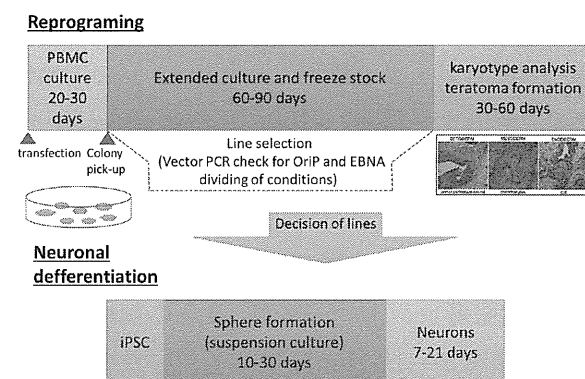 Reprograming
PBMC
culture
20-30
days
Extended culture and freeze stock
60-90 days
karyotype analysis
teratoma formation
30-60 days
transfection
Colony
pick-up
Line selection
(Vector PCR check for OriP and EBNA
dividing of conditions)
Decision of lines
Neuronal
defferentiation
iPSC
Sphere formation
(suspension culture)
10-30 days
Neurons
7-21 days